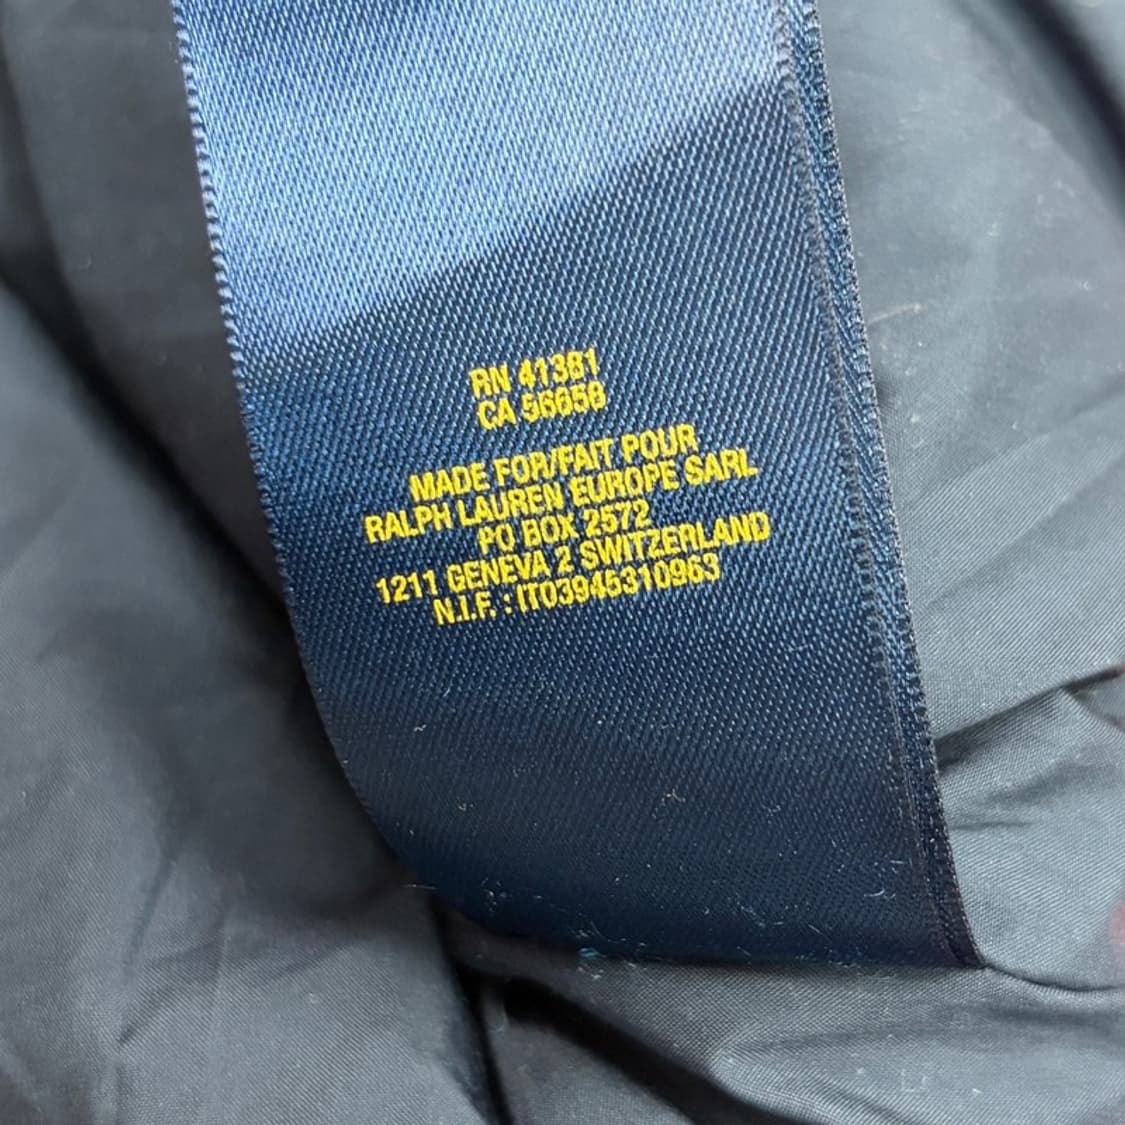 RN 41381
CA 56658
MADE FOR/FAIT POUR
RALPH LAUREN EUROPE SARL
PO BOX 2572
1211 GENEVA 2 SWITZERLAND
N.I.F. : IT03945310963